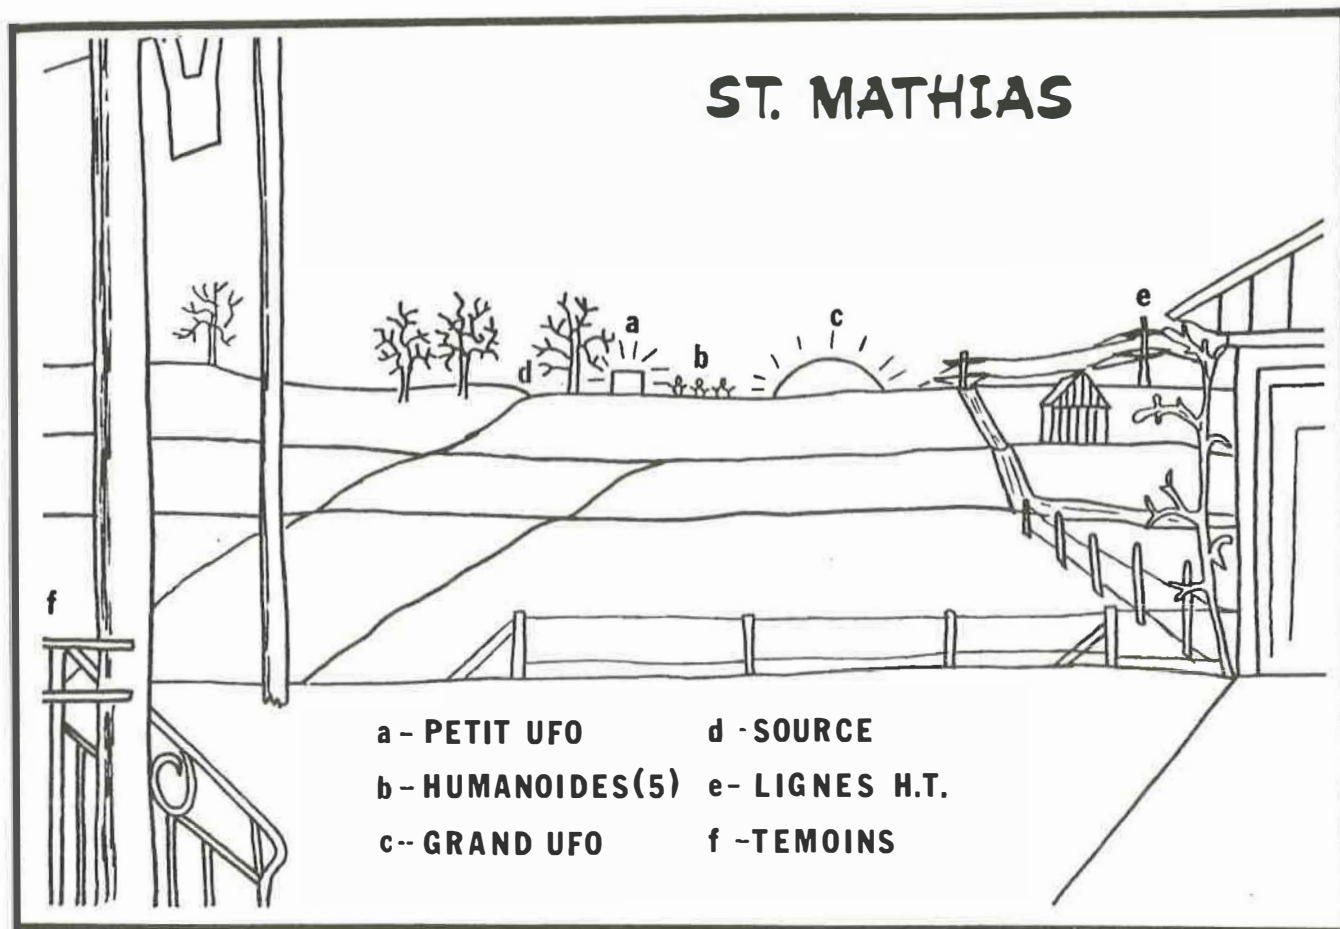 ST. MATHIAS
e
c
a
b
d
f
a - PETIT UFO
b - HUMANOIDES(5)
c -- GRAND UFO
d - SOURCE
e - LIGNES H.T.
f - TEMOINS